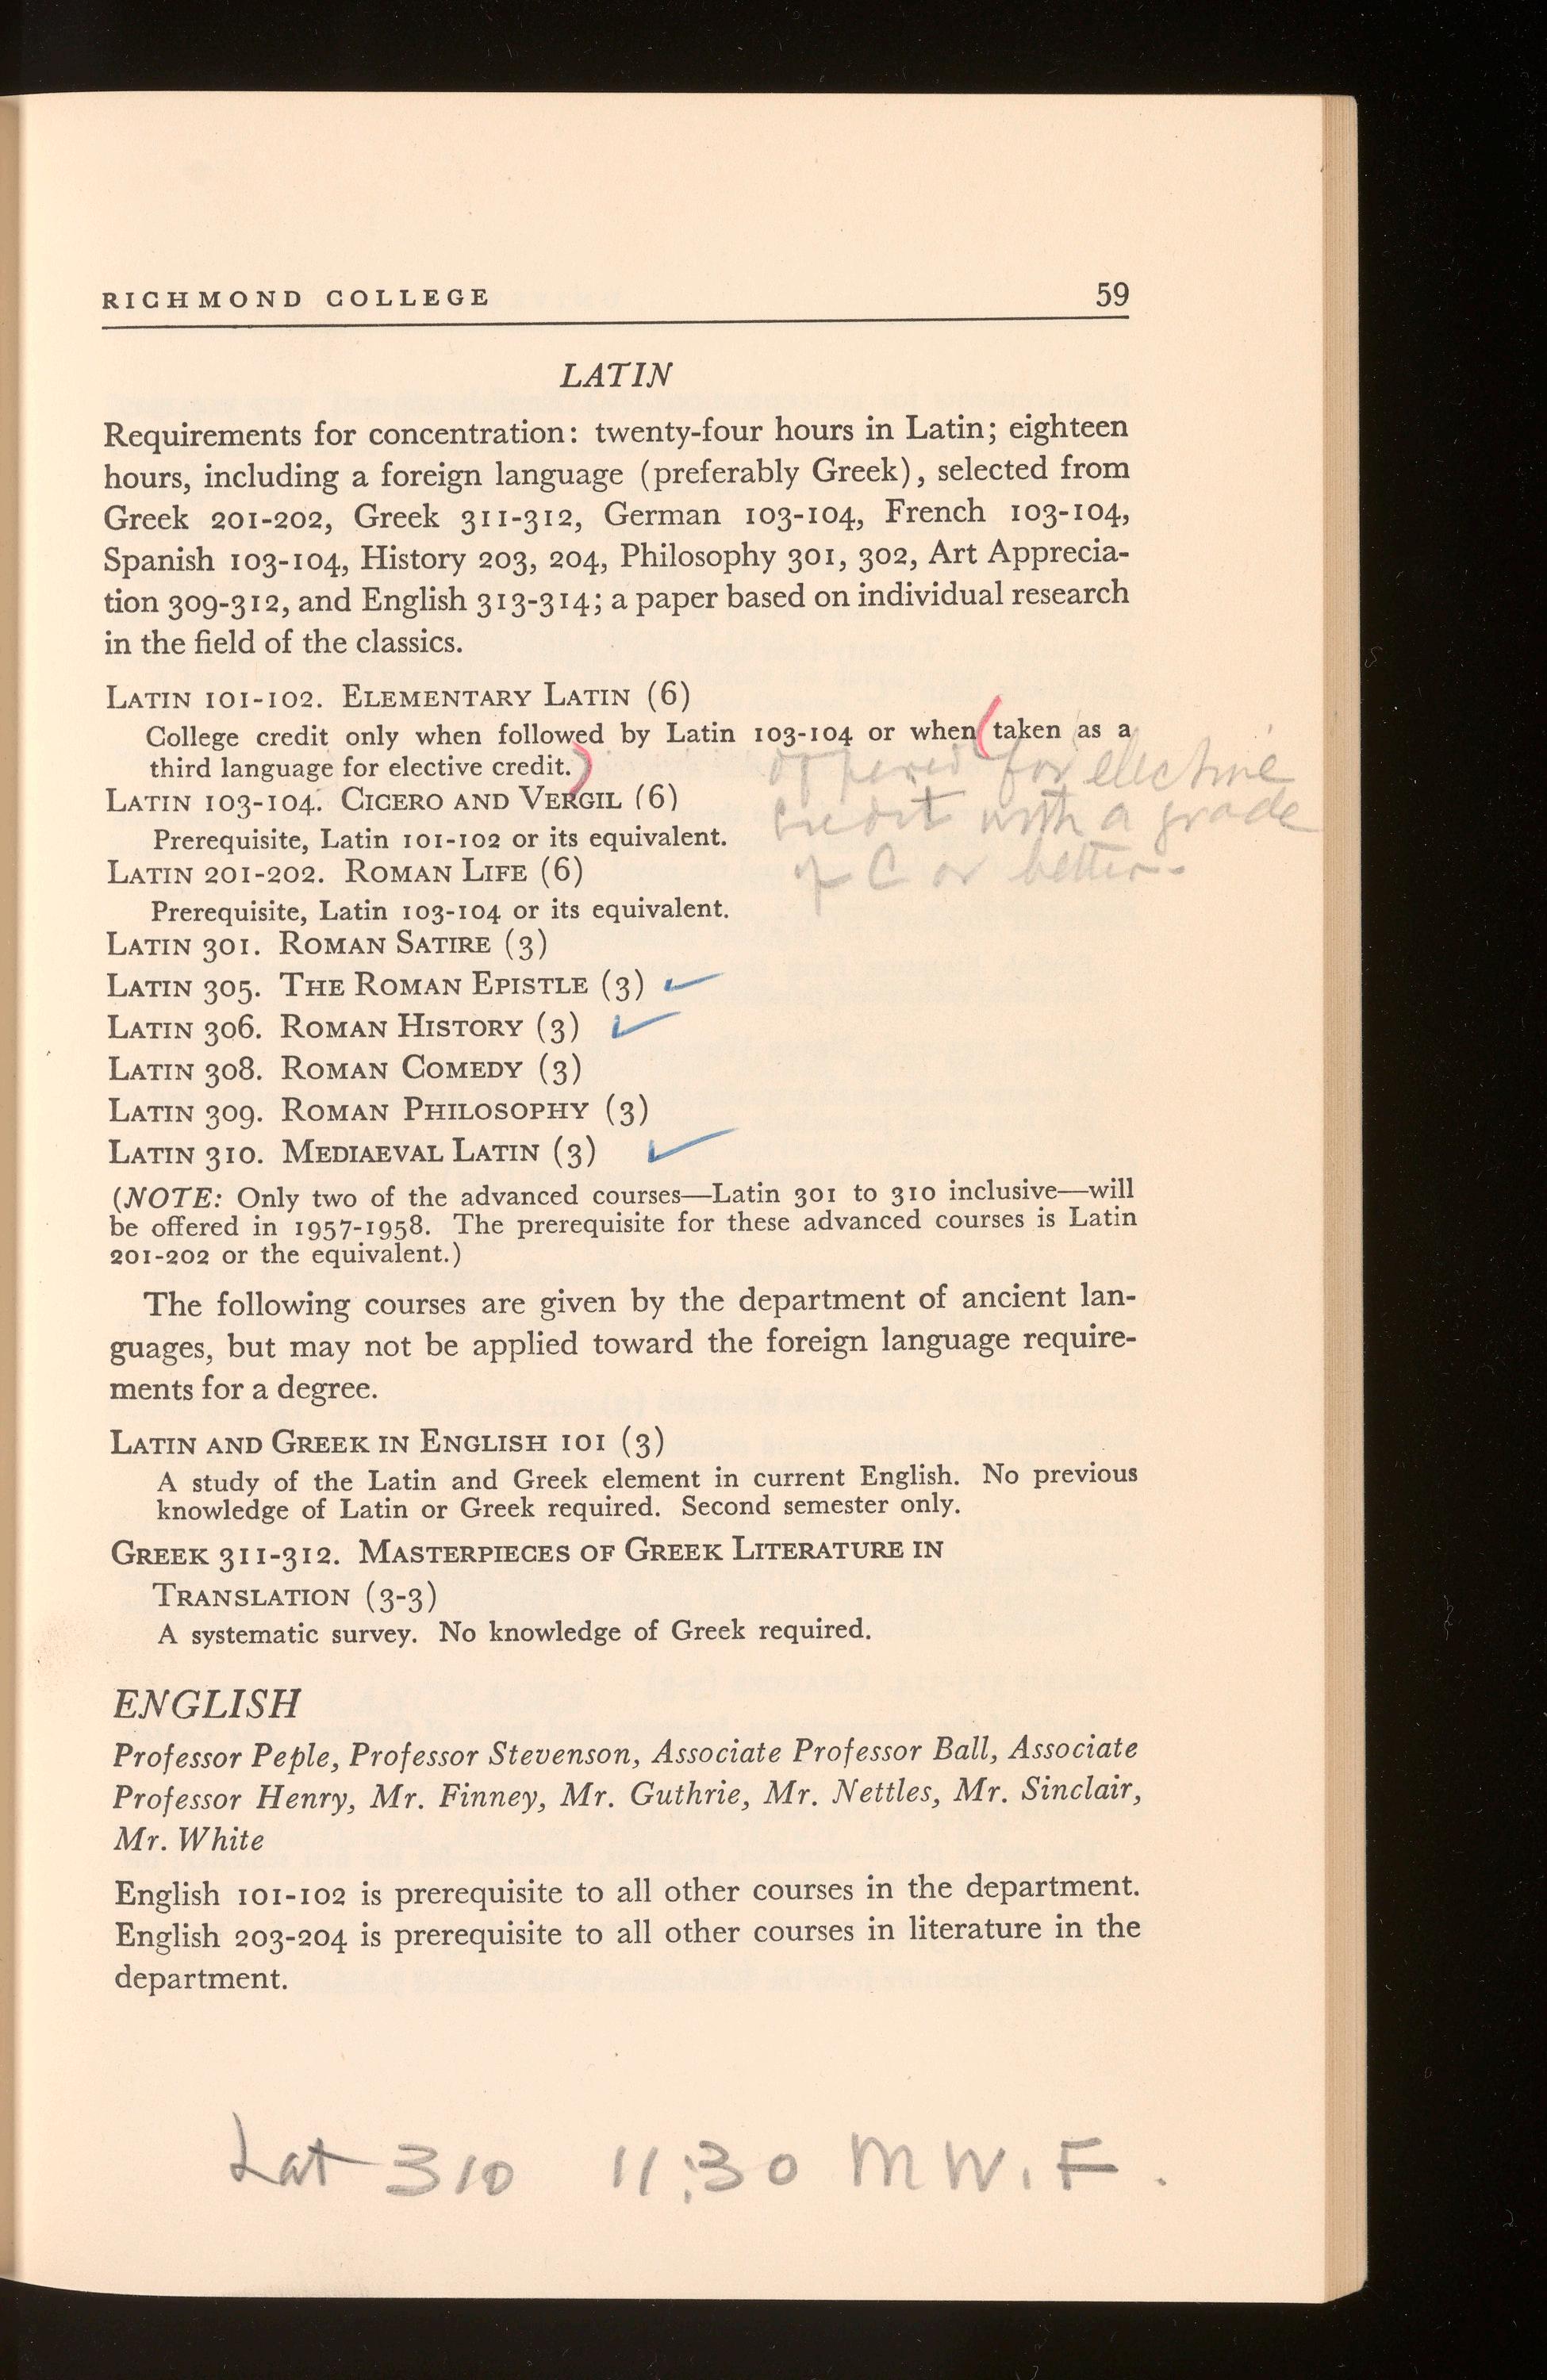 RICHMOND COLLEGE 59
LATIN
Requirements for concentration: twenty-four hours in Latin; eighteen
hours, including a foreign language (preferably Greek), selected from
Greek 201-202, Greek 311-312, German 103-104, French 103-104,
Spanish 103-104, History 203, 204, Philosophy 301, 302, Art Apprecia-
tion 309-312, and English 313-314; a paper based on individual research
in the field of the classics.
LATIN 101-102. ELEMENTARY LATIN (6)
College credit only when followed by Latin 103-104 or when (taken as a
third language for elective credit.)
offered for elective
credit with a grade
of C or better.
LATIN 103-104. CICERO AND VERGIL (6)
Prerequisite, Latin 101-102 or its equivalent.
LATIN 201-202. ROMAN LIFE (6)
Prerequisite, Latin 103-104 or its equivalent.
LATIN 301. ROMAN SATIRE (3)
LATIN 305. THE ROMAN EPISTLE (3) ✓
LATIN 306. ROMAN HISTORY (3) ✓
LATIN 308. ROMAN COMEDY (3)
LATIN 309. ROMAN PHILOSOPHY (3)
LATIN 310. MEDIAEVAL LATIN (3) ✓
(NOTE: Only two of the advanced courses—Latin 301 to 310 inclusive—will
be offered in 1957-1958. The prerequisite for these advanced courses is Latin
201-202 or the equivalent.)
The following courses are given by the department of ancient lan-
guages, but may not be applied toward the foreign language require-
ments for a degree.
LATIN AND GREEK IN ENGLISH 101 (3)
A study of the Latin and Greek element in current English. No previous
knowledge of Latin or Greek required. Second semester only.
GREEK 311-312. MASTERPIECES OF GREEK LITERATURE IN
TRANSLATION (3-3)
A systematic survey. No knowledge of Greek required.
ENGLISH
Professor Peple, Professor Stevenson, Associate Professor Ball, Associate
Professor Henry, Mr. Finney, Mr. Guthrie, Mr. Nettles, Mr. Sinclair,
Mr. White
English 101-102 is prerequisite to all other courses in the department.
English 203-204 is prerequisite to all other courses in literature in the
department.
Lat 310 11:30 M W. F.